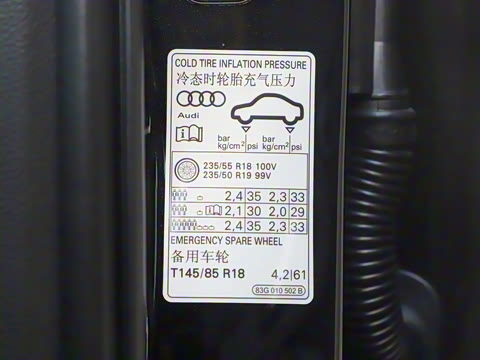 COLD TIRE INFLATION PRESSURE
冷态时轮胎充气压力
Audi
bar kg/cm² psi bar kg/cm² psi
235/55 R18 100V
235/50 R19 99V
2,4 35 2,3 33
2,1 30 2,0 29
2,4 35 2,3 33
EMERGENCY SPARE WHEEL
备用车轮
T145/85 R18 4,2 61
83G 010 502 B